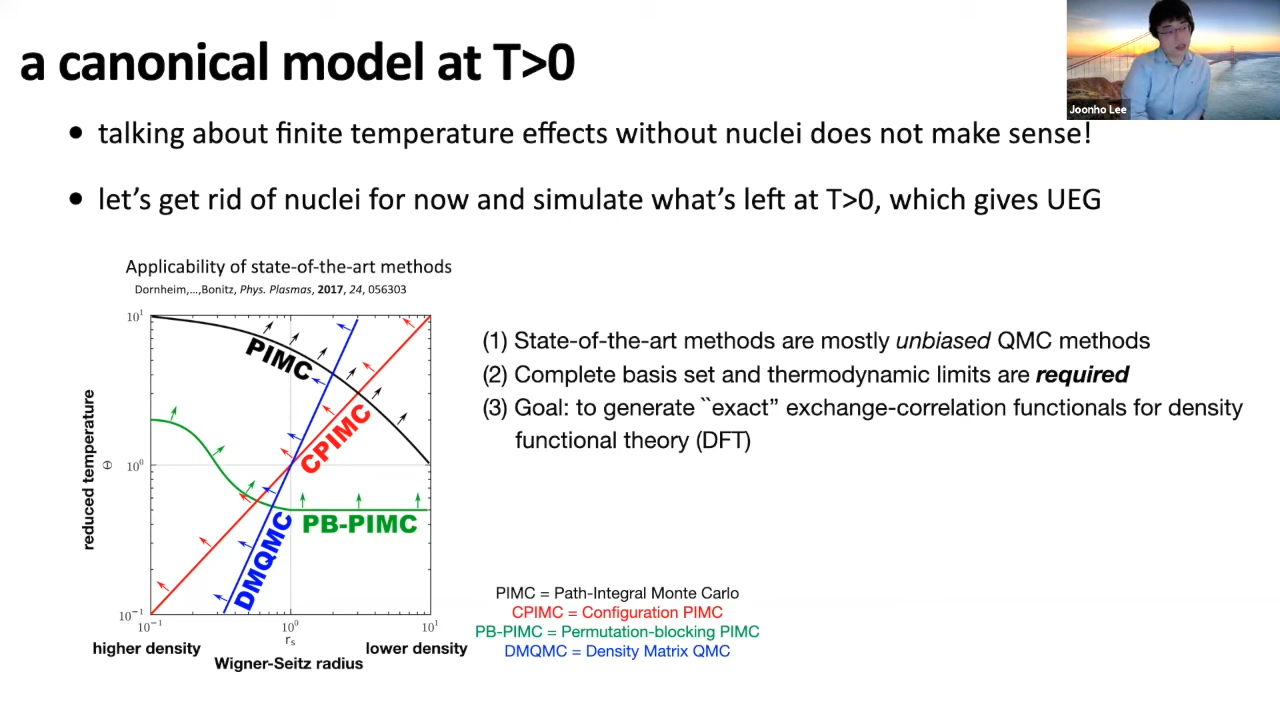 a canonical model at T>0
Joonho Lee
• talking about finite temperature effects without nuclei does not make sense!
• let's get rid of nuclei for now and simulate what's left at T>0, which gives UEG
Applicability of state-of-the-art methods
Dornheim,...,Bonitz, Phys. Plasmas, 2017, 24, 056303
10¹
10⁰
10⁻¹
reduced temperature
Θ
PIMC
CPIMC
PB-PIMC
DMQMC
10⁻¹
10⁰
10¹
rₛ
higher density
lower density
Wigner-Seitz radius
(1) State-of-the-art methods are mostly unbiased QMC methods
(2) Complete basis set and thermodynamic limits are required
(3) Goal: to generate ``exact” exchange-correlation functionals for density
functional theory (DFT)
PIMC = Path-Integral Monte Carlo
CPIMC = Configuration PIMC
PB-PIMC = Permutation-blocking PIMC
DMQMC = Density Matrix QMC